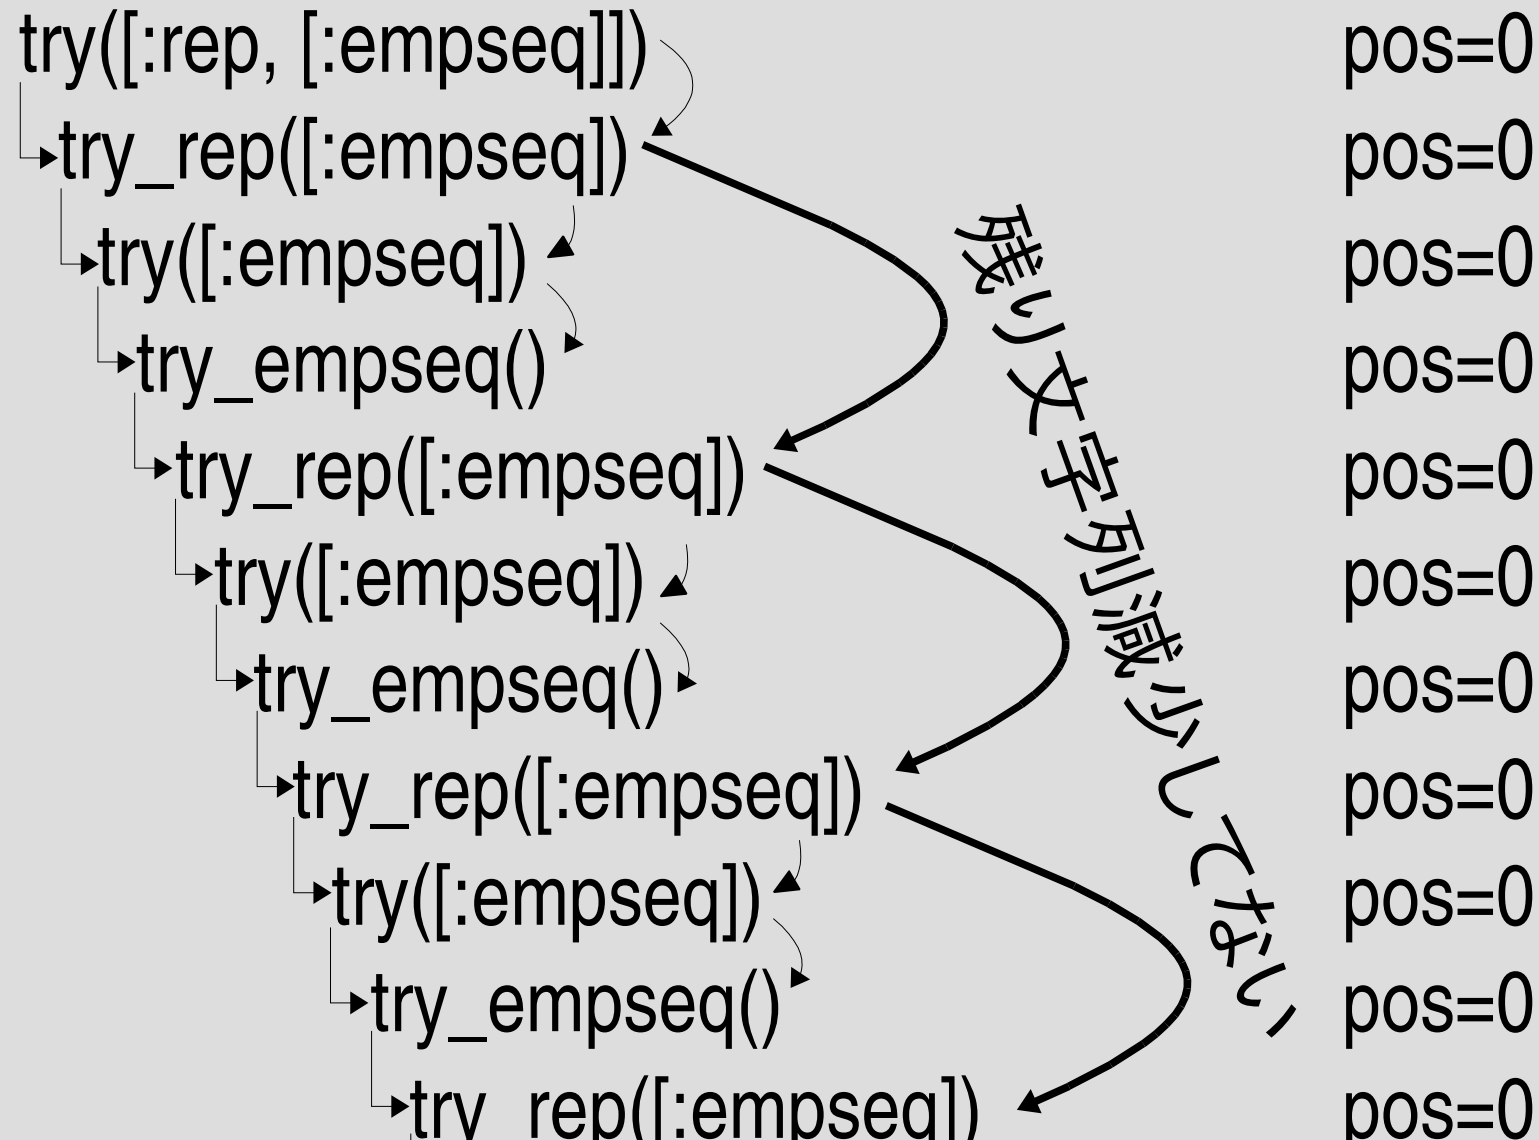 try([:rep, [:empseq]]) pos=0
try_rep([:empseq]) pos=0
try([:empseq]) pos=0
try_empseq() pos=0
try_rep([:empseq]) pos=0
try([:empseq]) pos=0
try_empseq() pos=0
try_rep([:empseq]) pos=0
try([:empseq]) pos=0
try_empseq() pos=0
try_rep([:empseq]) pos=0
残り文字列減少してない